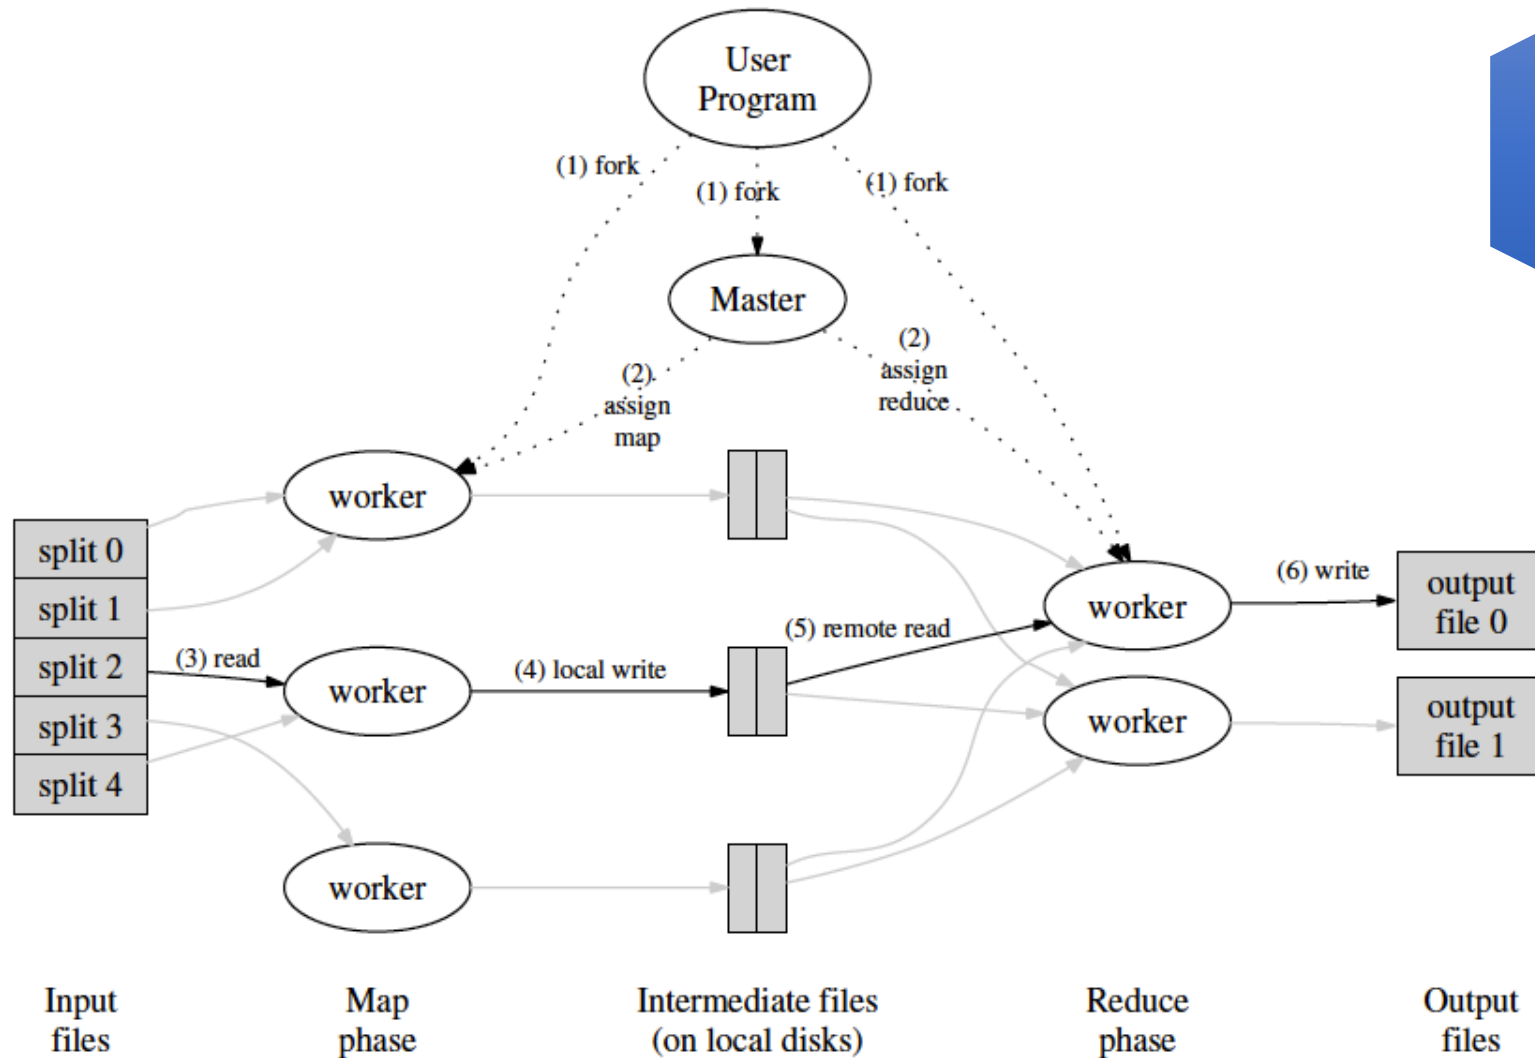 User
Program
(1) fork
(1) fork
(1) fork
Master
(2)
assign
map
(2)
assign
reduce
worker
split 0
split 1
split 2
split 3
split 4
(3) read
worker
(4) local write
(5) remote read
worker
(6) write
output
file 0
worker
output
file 1
worker
Input
files
Map
phase
Intermediate files
(on local disks)
Reduce
phase
Output
files